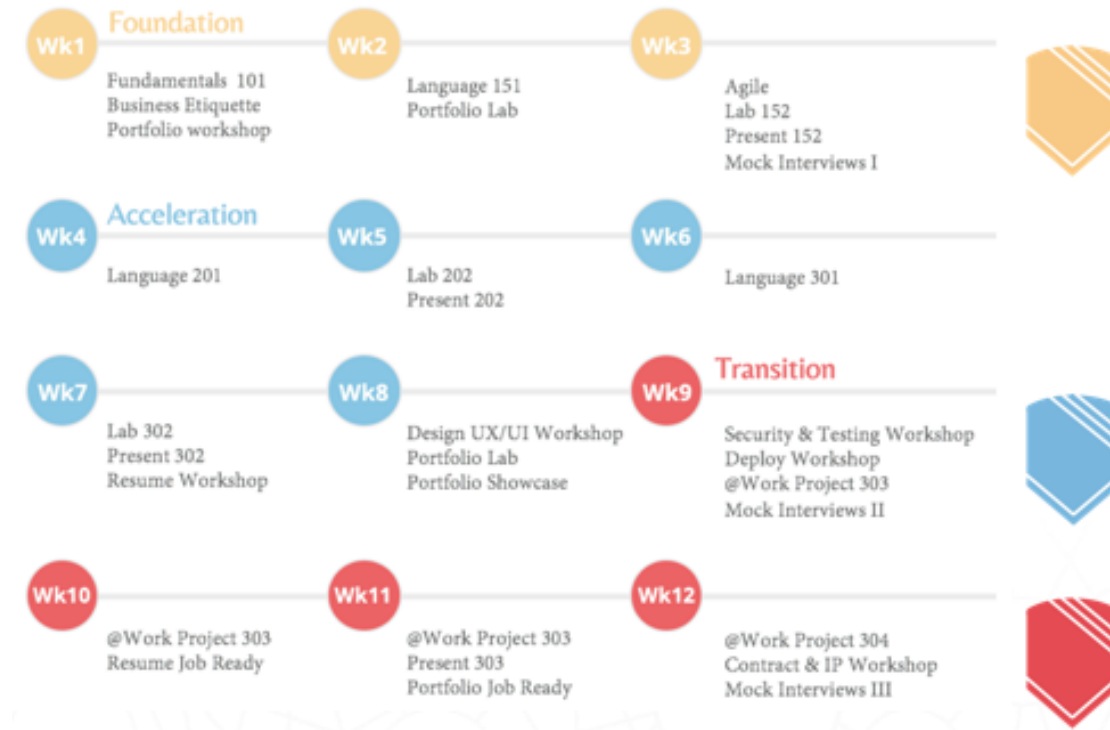 Foundation
Wk1
Wk2
Wk3
Fundamentals 101
Business Etiquette
Portfolio workshop
Language 151
Portfolio Lab
Agile
Lab 152
Present 152
Mock Interviews I
Acceleration
Wk4
Wk5
Wk6
Language 201
Lab 202
Present 202
Language 301
Transition
Wk7
Wk8
Wk9
Lab 302
Present 302
Resume Workshop
Design UX/UI Workshop
Portfolio Lab
Portfolio Showcase
Security & Testing Workshop
Deploy Workshop
@Work Project 303
Mock Interviews II
Wk10
Wk11
Wk12
@Work Project 303
Resume Job Ready
@Work Project 303
Present 303
Portfolio Job Ready
@Work Project 304
Contract & IP Workshop
Mock Interviews III